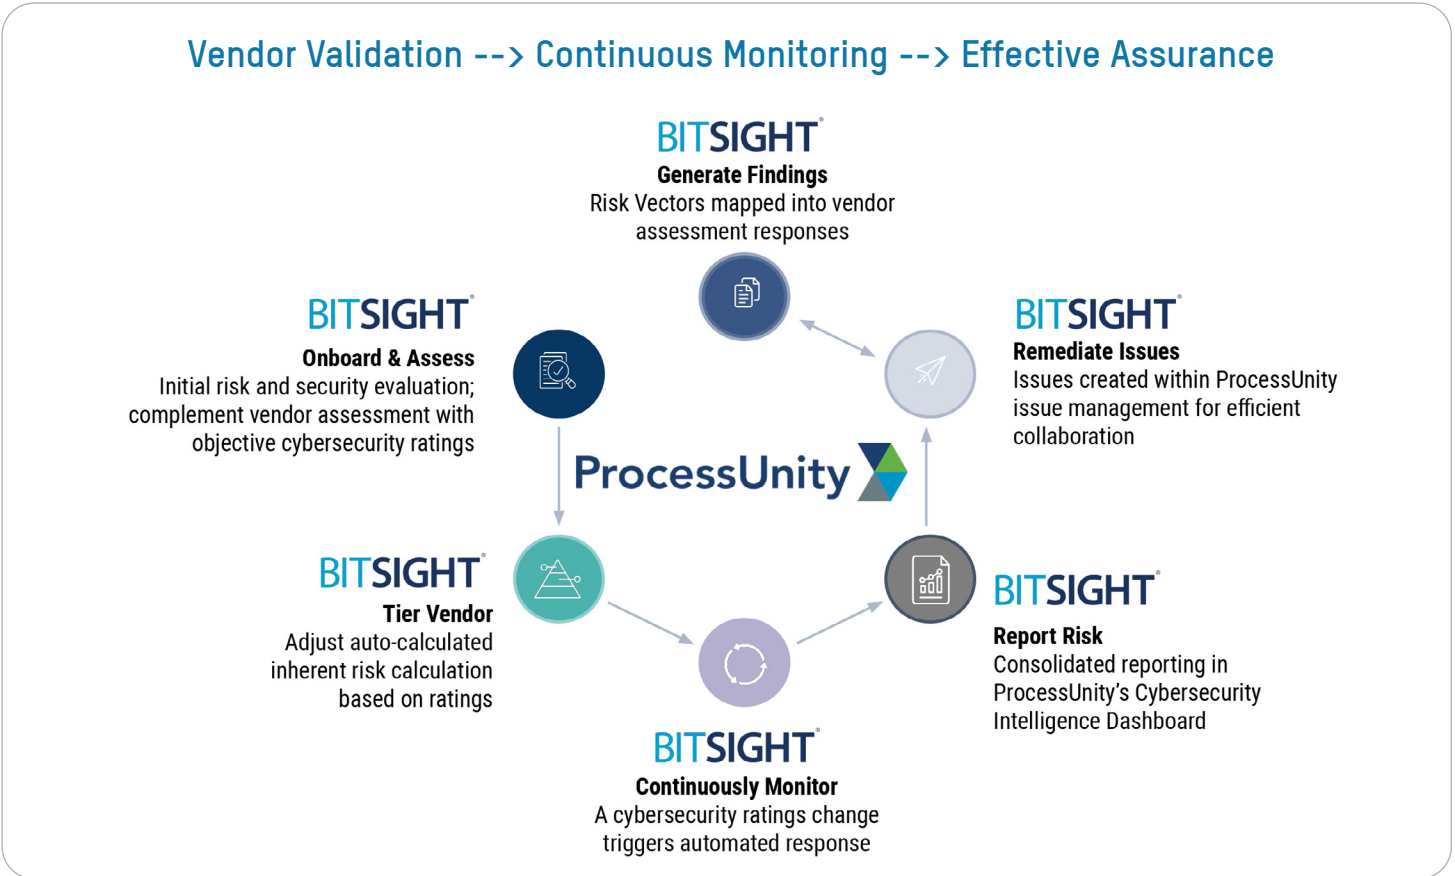 Vendor Validation --> Continuous Monitoring --> Effective Assurance
BITSIGHT®
Generate Findings
Risk Vectors mapped into vendor
assessment responses
BITSIGHT®
Onboard & Assess
Initial risk and security evaluation;
complement vendor assessment with
objective cybersecurity ratings
BITSIGHT®
Remediate Issues
Issues created within ProcessUnity
issue management for efficient
collaboration
ProcessUnity
BITSIGHT®
Tier Vendor
Adjust auto-calculated
inherent risk calculation
based on ratings
BITSIGHT®
Report Risk
Consolidated reporting in
ProcessUnity’s Cybersecurity
Intelligence Dashboard
BITSIGHT®
Continuously Monitor
A cybersecurity ratings change
triggers automated response